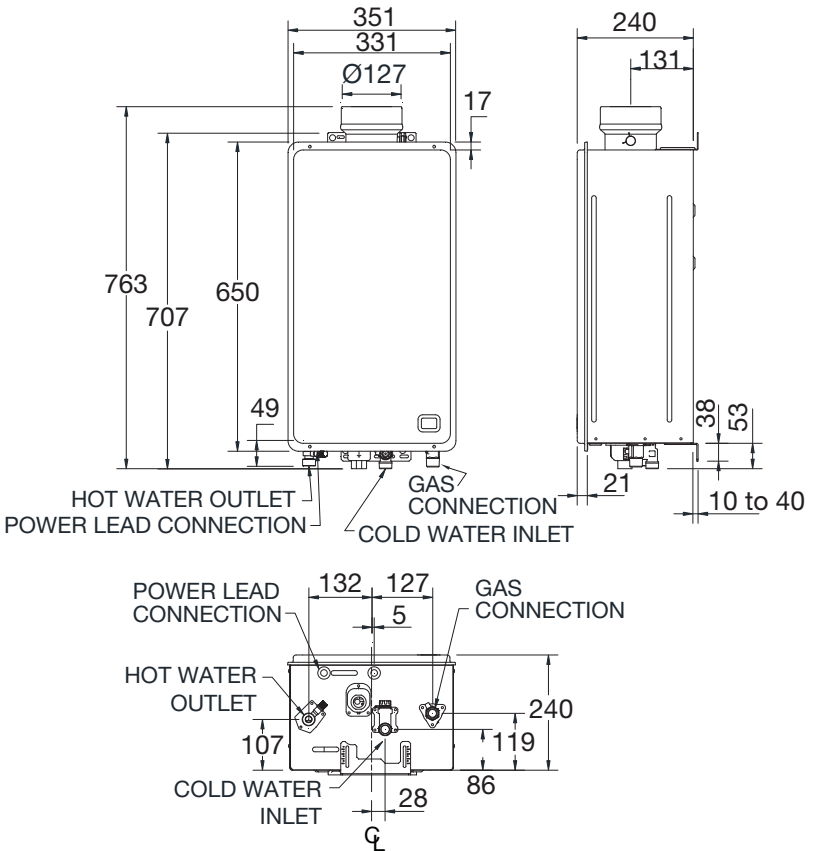 351
331
Ø127
17
763
707
650
49
HOT WATER OUTLET
POWER LEAD CONNECTION
GAS
CONNECTION
COLD WATER INLET
240
131
38
53
21
10 to 40
POWER LEAD
CONNECTION
132
127
5
GAS
CONNECTION
HOT WATER
OUTLET
107
240
119
86
COLD WATER
INLET
28
℄